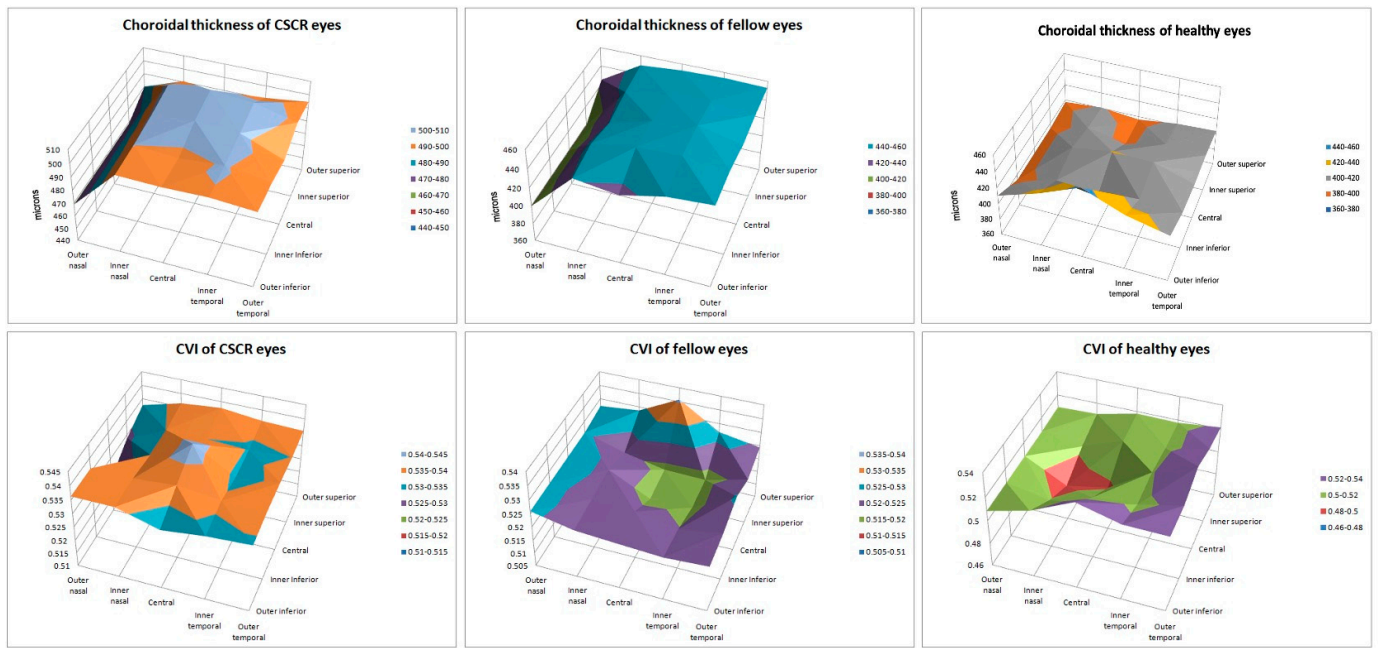 Choroidal thickness of CSCR eyes
510
500
490
480
470
460
450
440
microns
Outer nasal
Inner nasal
Central
Inner temporal
Outer temporal
Outer superior
Inner superior
Central
Inner Inferior
Outer inferior
500-510
490-500
480-490
470-480
460-470
450-460
440-450
Choroidal thickness of fellow eyes
460
440
420
400
380
360
microns
Outer nasal
Inner nasal
Central
Inner temporal
Outer temporal
Outer superior
Inner superior
Central
Inner Inferior
Outer inferior
440-460
420-440
400-420
380-400
360-380
Choroidal thickness of healthy eyes
460
440
420
400
380
360
microns
Outer nasal
Inner nasal
Central
Inner temporal
Outer temporal
Outer superior
Inner superior
Central
Inner inferior
Outer inferior
440-460
420-440
400-420
380-400
360-380
CVI of CSCR eyes
0.545
0.54
0.535
0.53
0.525
0.52
0.515
0.51
Outer nasal
Inner nasal
Central
Inner temporal
Outer temporal
Outer superior
Inner superior
Central
Inner Inferior
Outer inferior
0.54-0.545
0.535-0.54
0.53-0.535
0.525-0.53
0.52-0.525
0.515-0.52
0.51-0.515
CVI of fellow eyes
0.54
0.535
0.53
0.525
0.52
0.515
0.51
0.505
Outer nasal
Inner nasal
Central
Inner temporal
Outer temporal
Outer superior
Inner superior
Central
Inner Inferior
Outer inferior
0.535-0.54
0.53-0.535
0.525-0.53
0.52-0.525
0.515-0.52
0.51-0.515
0.505-0.51
CVI of healthy eyes
0.54
0.52
0.5
0.48
0.46
Outer nasal
Inner nasal
Central
Inner temporal
Outer temporal
Outer superior
Inner superior
Central
Inner inferior
Outer inferior
0.52-0.54
0.5-0.52
0.48-0.5
0.46-0.48